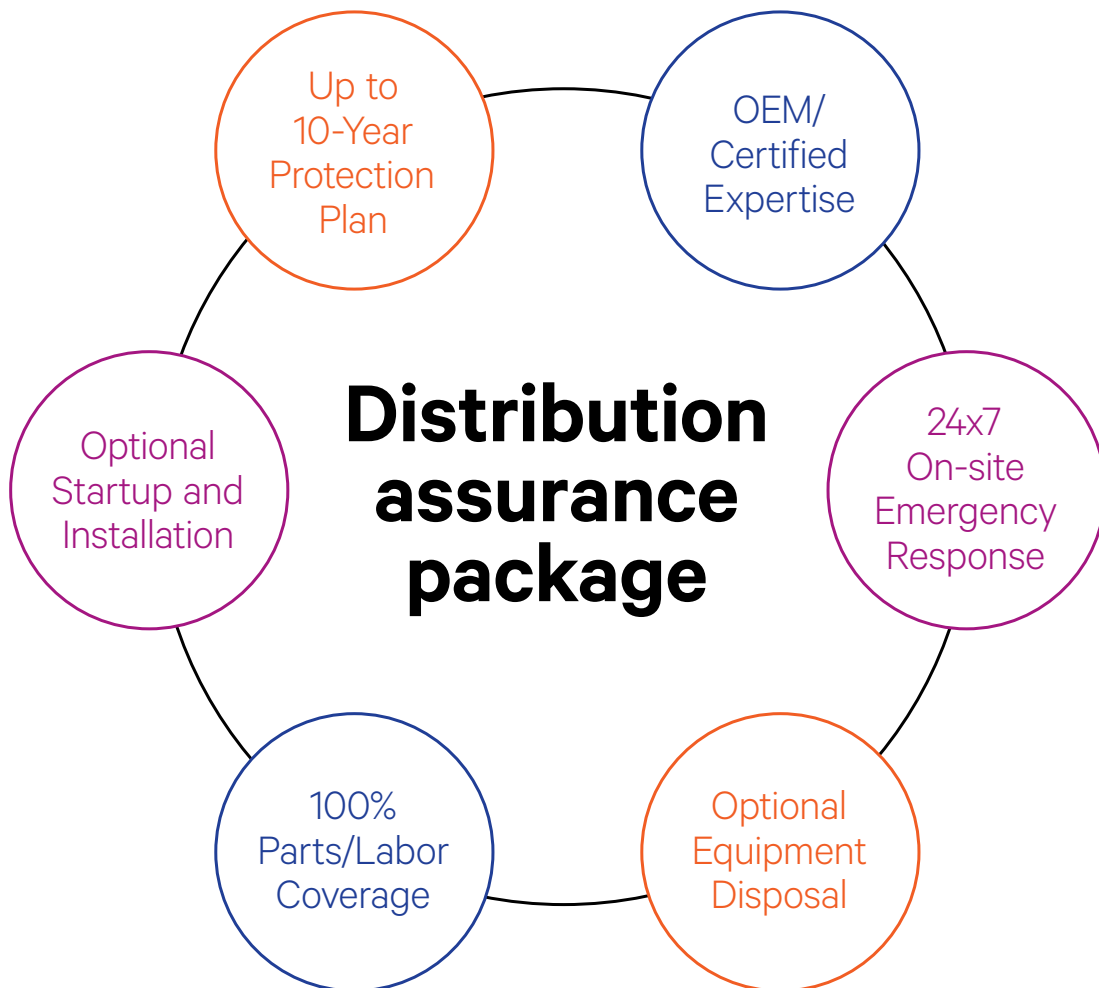 Up to
10-Year
Protection
Plan
OEM/
Certified
Expertise
Optional
Startup and
Installation
Distribution
assurance
package
24x7
On-site
Emergency
Response
100%
Parts/Labor
Coverage
Optional
Equipment
Disposal